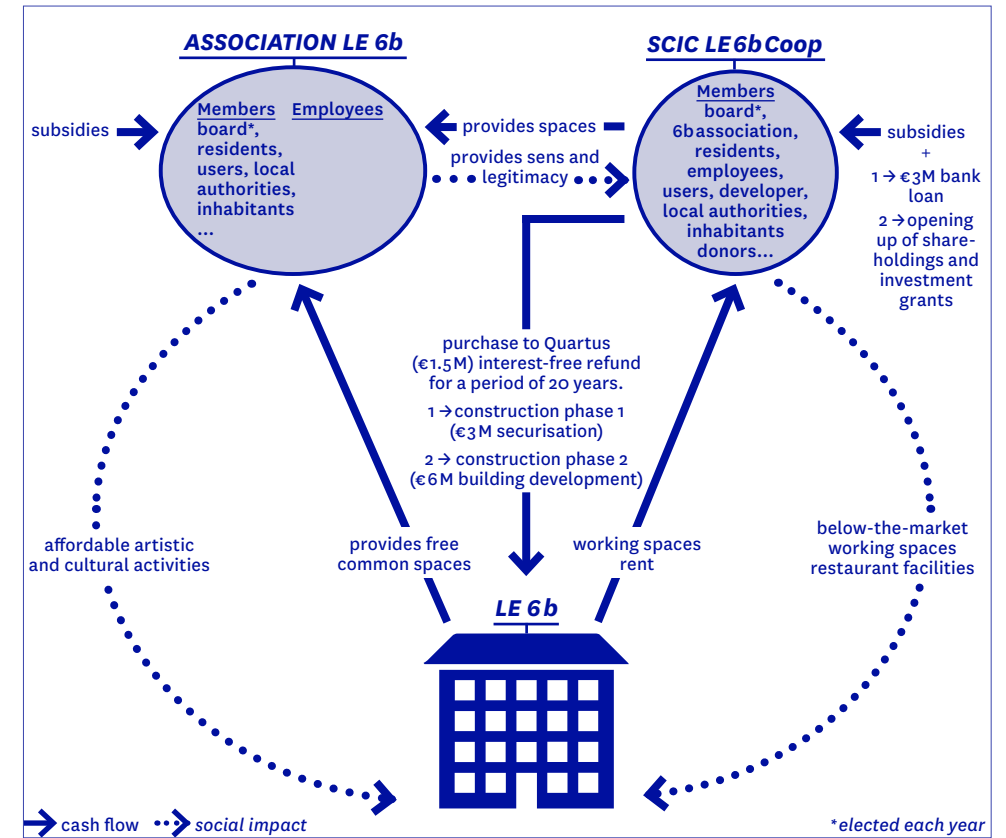 ASSOCIATION LE 6b
SCIC LE6bCoop
subsidies
Members
board*,
residents,
users, local
authorities,
inhabitants
...
Employees
provides spaces
provides sens and
legitimacy
Members
board*,
6b association,
residents,
employees,
users, developer,
local authorities,
inhabitants
donors...
subsidies
+
1 → €3M bank
loan
2 → opening
up of share-
holdings and
investment
grants
purchase to Quartus
(€1.5M) interest-free refund
for a period of 20 years.
1 → construction phase 1
(€3M securisation)
2 → construction phase 2
(€6M building development)
affordable artistic
and cultural activities
provides free
common spaces
working spaces
rent
below-the-market
working spaces
restaurant facilities
LE 6b
cash flow
social impact
*elected each year